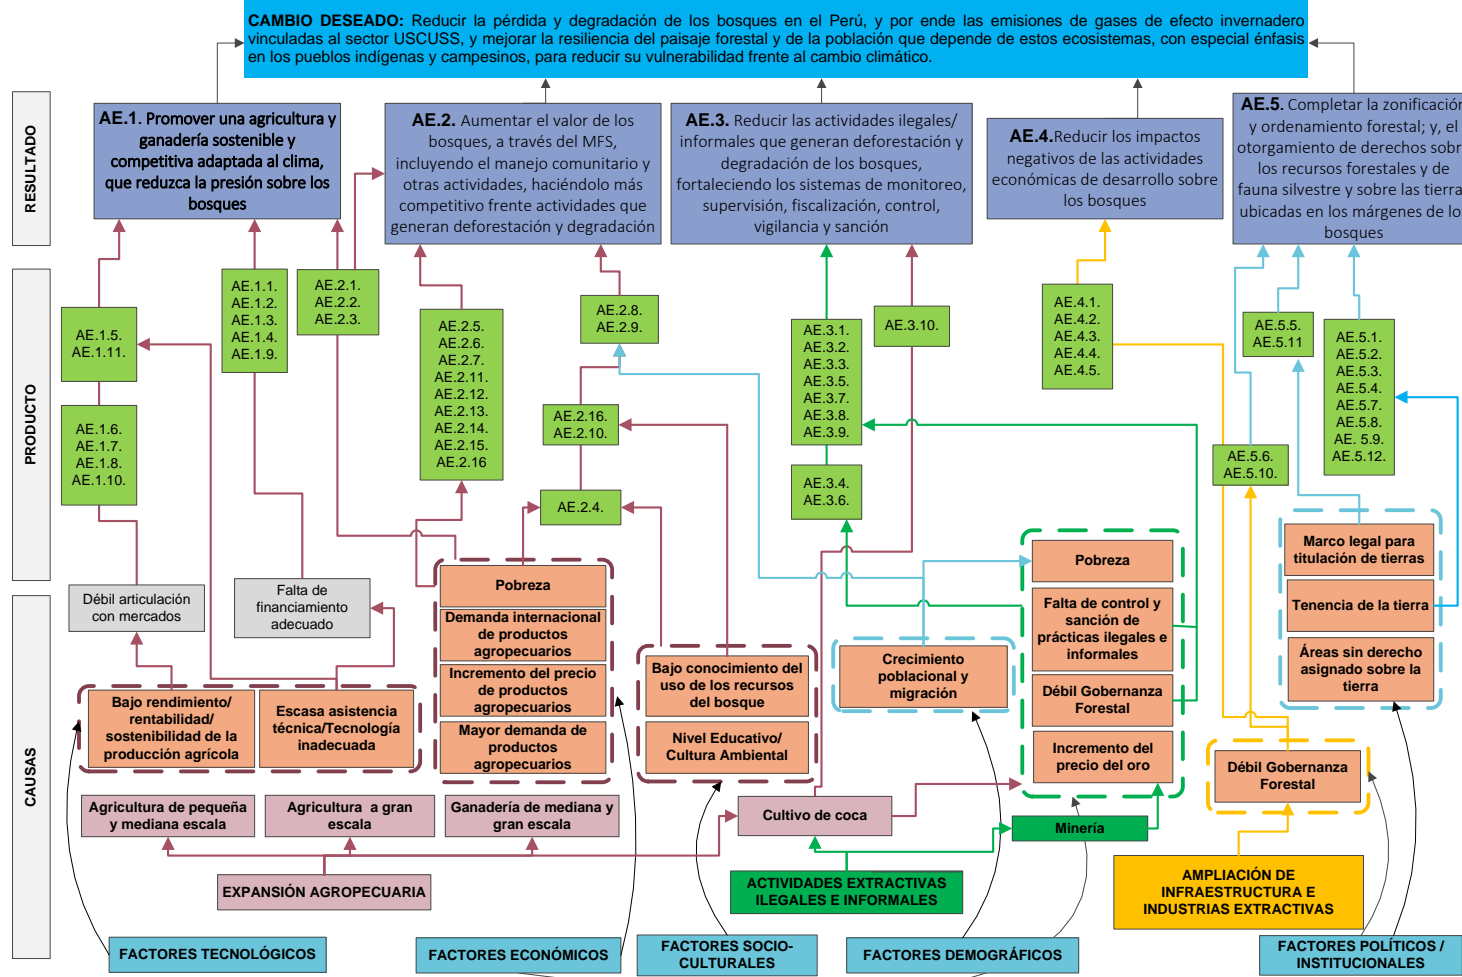 CAMBIO DESEADO: Reducir la pérdida y degradación de los bosques en el Perú, y por ende las emisiones de gases de efecto invernadero
vinculadas al sector USCUSS, y mejorar la resiliencia del paisaje forestal y de la población que depende de estos ecosistemas, con especial énfasis
en los pueblos indígenas y campesinos, para reducir su vulnerabilidad frente al cambio climático.
RESULTADO
AE.1. Promover una agricultura y
ganadería sostenible y
competitiva adaptada al clima,
que reduzca la presión sobre los
bosques
AE.2. Aumentar el valor de los
bosques, a través del MFS,
incluyendo el manejo comunitario y
otras actividades, haciéndolo más
competitivo frente actividades que
generan deforestación y degradación
AE.3. Reducir las actividades ilegales/
informales que generan deforestación y
degradación de los bosques,
fortaleciendo los sistemas de monitoreo,
supervisión, fiscalización, control,
vigilancia y sanción
AE.4.Reducir los impactos
negativos de las actividades
económicas de desarrollo sobre
los bosques
AE.5. Completar la zonificación
y ordenamiento forestal; y, el
otorgamiento de derechos sobr
los recursos forestales y de
fauna silvestre y sobre las tierra
ubicadas en los márgenes de lo
bosques
PRODUCTO
AE.1.5.
AE.1.11.
AE.1.6.
AE.1.7.
AE.1.8.
AE.1.10.
AE.1.1.
AE.1.2.
AE.1.3.
AE.1.4.
AE.1.9.
AE.2.1.
AE.2.2.
AE.2.3.
AE.2.5.
AE.2.6.
AE.2.7.
AE.2.11.
AE.2.12.
AE.2.13.
AE.2.14.
AE.2.15.
AE.2.16
AE.2.8.
AE.2.9.
AE.2.16.
AE.2.10.
AE.2.4.
AE.3.1.
AE.3.2.
AE.3.3.
AE.3.5.
AE.3.7.
AE.3.8.
AE.3.9.
AE.3.4.
AE.3.6.
AE.3.10.
AE.4.1.
AE.4.2.
AE.4.3.
AE.4.4.
AE.4.5.
AE.5.5.
AE.5.11
AE.5.6.
AE.5.10.
AE.5.1.
AE.5.2.
AE.5.3.
AE.5.4.
AE.5.7.
AE.5.8.
AE. 5.9.
AE.5.12.
CAUSAS
Débil articulación
con mercados
Falta de
financiamiento
adecuado
Bajo rendimiento/
rentabilidad/
sostenibilidad de la
producción agrícola
Escasa asistencia
técnica/Tecnología
inadecuada
Pobreza
Demanda internacional
de productos
agropecuarios
Incremento del precio
de productos
agropecuarios
Mayor demanda de
productos
agropecuarios
Bajo conocimiento del
uso de los recursos
del bosque
Nivel Educativo/
Cultura Ambiental
Crecimiento
poblacional y
migración
Pobreza
Falta de control y
sanción de
prácticas ilegales e
informales
Débil Gobernanza
Forestal
Incremento del
precio del oro
Débil Gobernanza
Forestal
Marco legal para
titulación de tierras
Tenencia de la tierra
Áreas sin derecho
asignado sobre la
tierra
Agricultura de pequeña
y mediana escala
Agricultura a gran
escala
Ganadería de mediana y
gran escala
Cultivo de coca
Minería
EXPANSIÓN AGROPECUARIA
ACTIVIDADES EXTRACTIVAS
ILEGALES E INFORMALES
AMPLIACIÓN DE
INFRAESTRUCTURA E
INDUSTRIAS EXTRACTIVAS
FACTORES TECNOLÓGICOS
FACTORES ECONÓMICOS
FACTORES SOCIO-
CULTURALES
FACTORES DEMOGRÁFICOS
FACTORES POLÍTICOS /
INSTITUCIONALES